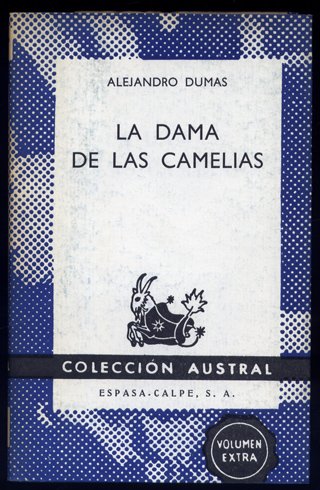 ALEJANDRO DUMAS
LA DAMA
DE LAS CAMELIAS
COLECCIÓN AUSTRAL
ESPASA-CALPE, S. A.
VOLUMEN
EXTRA